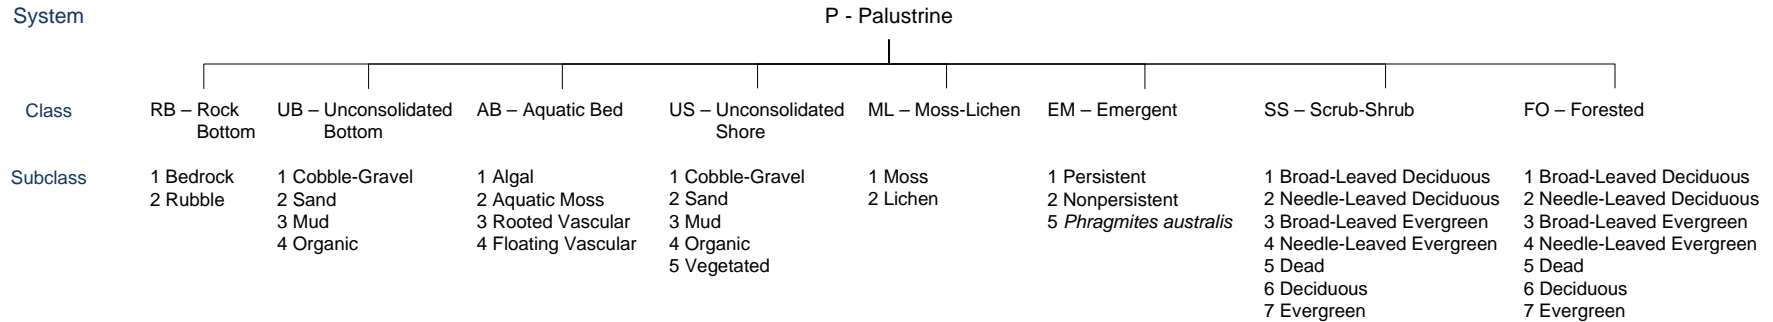 System
P - Palustrine
Class
RB – Rock
Bottom
UB – Unconsolidated
Bottom
AB – Aquatic Bed
US – Unconsolidated
Shore
ML – Moss-Lichen
EM – Emergent
SS – Scrub-Shrub
FO – Forested
Subclass
1 Bedrock
2 Rubble
1 Cobble-Gravel
2 Sand
3 Mud
4 Organic
1 Algal
2 Aquatic Moss
3 Rooted Vascular
4 Floating Vascular
1 Cobble-Gravel
2 Sand
3 Mud
4 Organic
5 Vegetated
1 Moss
2 Lichen
1 Persistent
2 Nonpersistent
5 Phragmites australis
1 Broad-Leaved Deciduous
2 Needle-Leaved Deciduous
3 Broad-Leaved Evergreen
4 Needle-Leaved Evergreen
5 Dead
6 Deciduous
7 Evergreen
1 Broad-Leaved Deciduous
2 Needle-Leaved Deciduous
3 Broad-Leaved Evergreen
4 Needle-Leaved Evergreen
5 Dead
6 Deciduous
7 Evergreen